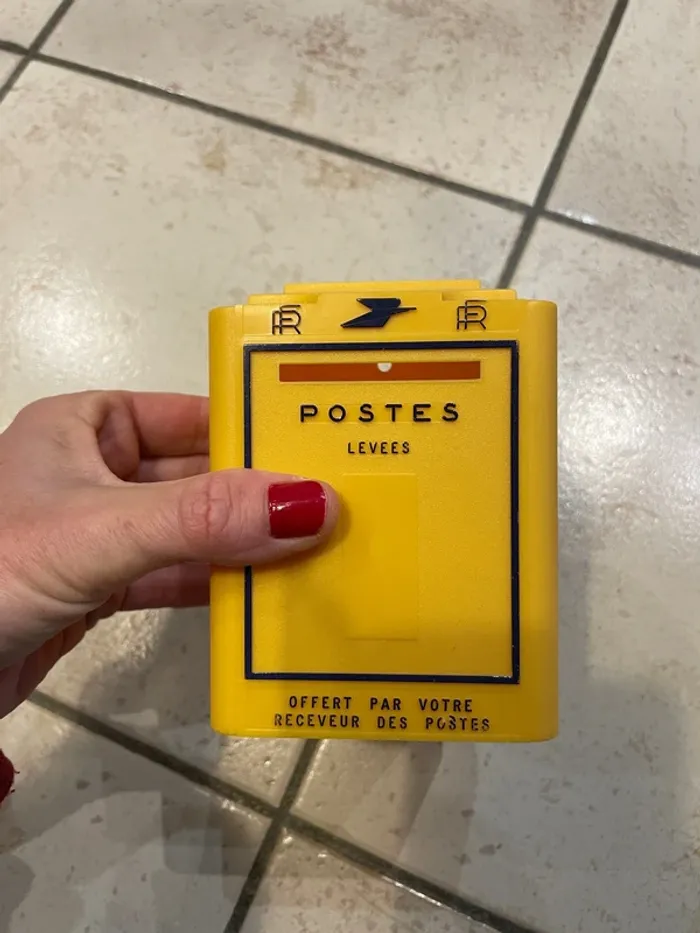 RF RF
POSTES
LEVEES
OFFERT PAR VOTRE
RECEVEUR DES POSTES